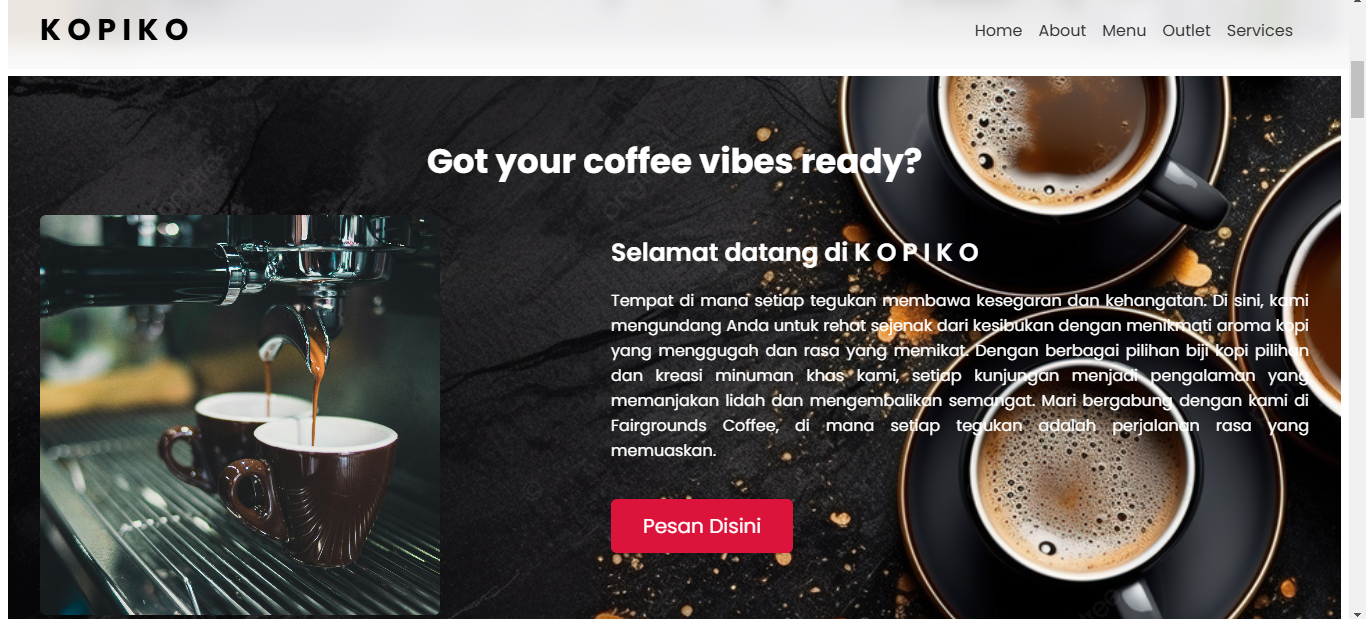 K O P I K O
Home About Menu Outlet Services
Got your coffee vibes ready?
Selamat datang di K O P I K O
Tempat di mana setiap tegukan membawa kesegaran dan kehangatan. Di sini, kami
mengundang Anda untuk rehat sejenak dari kesibukan dengan menikmati aroma kopi
yang menggugah dan rasa yang memikat. Dengan berbagai pilihan biji kopi pilihan
dan kreasi minuman khas kami, setiap kunjungan menjadi pengalaman yang
memanjakan lidah dan mengembalikan semangat. Mari bergabung dengan kami di
Fairgrounds Coffee, di mana setiap tegukan adalah perjalanan rasa yang
memuaskan.
Pesan Disini